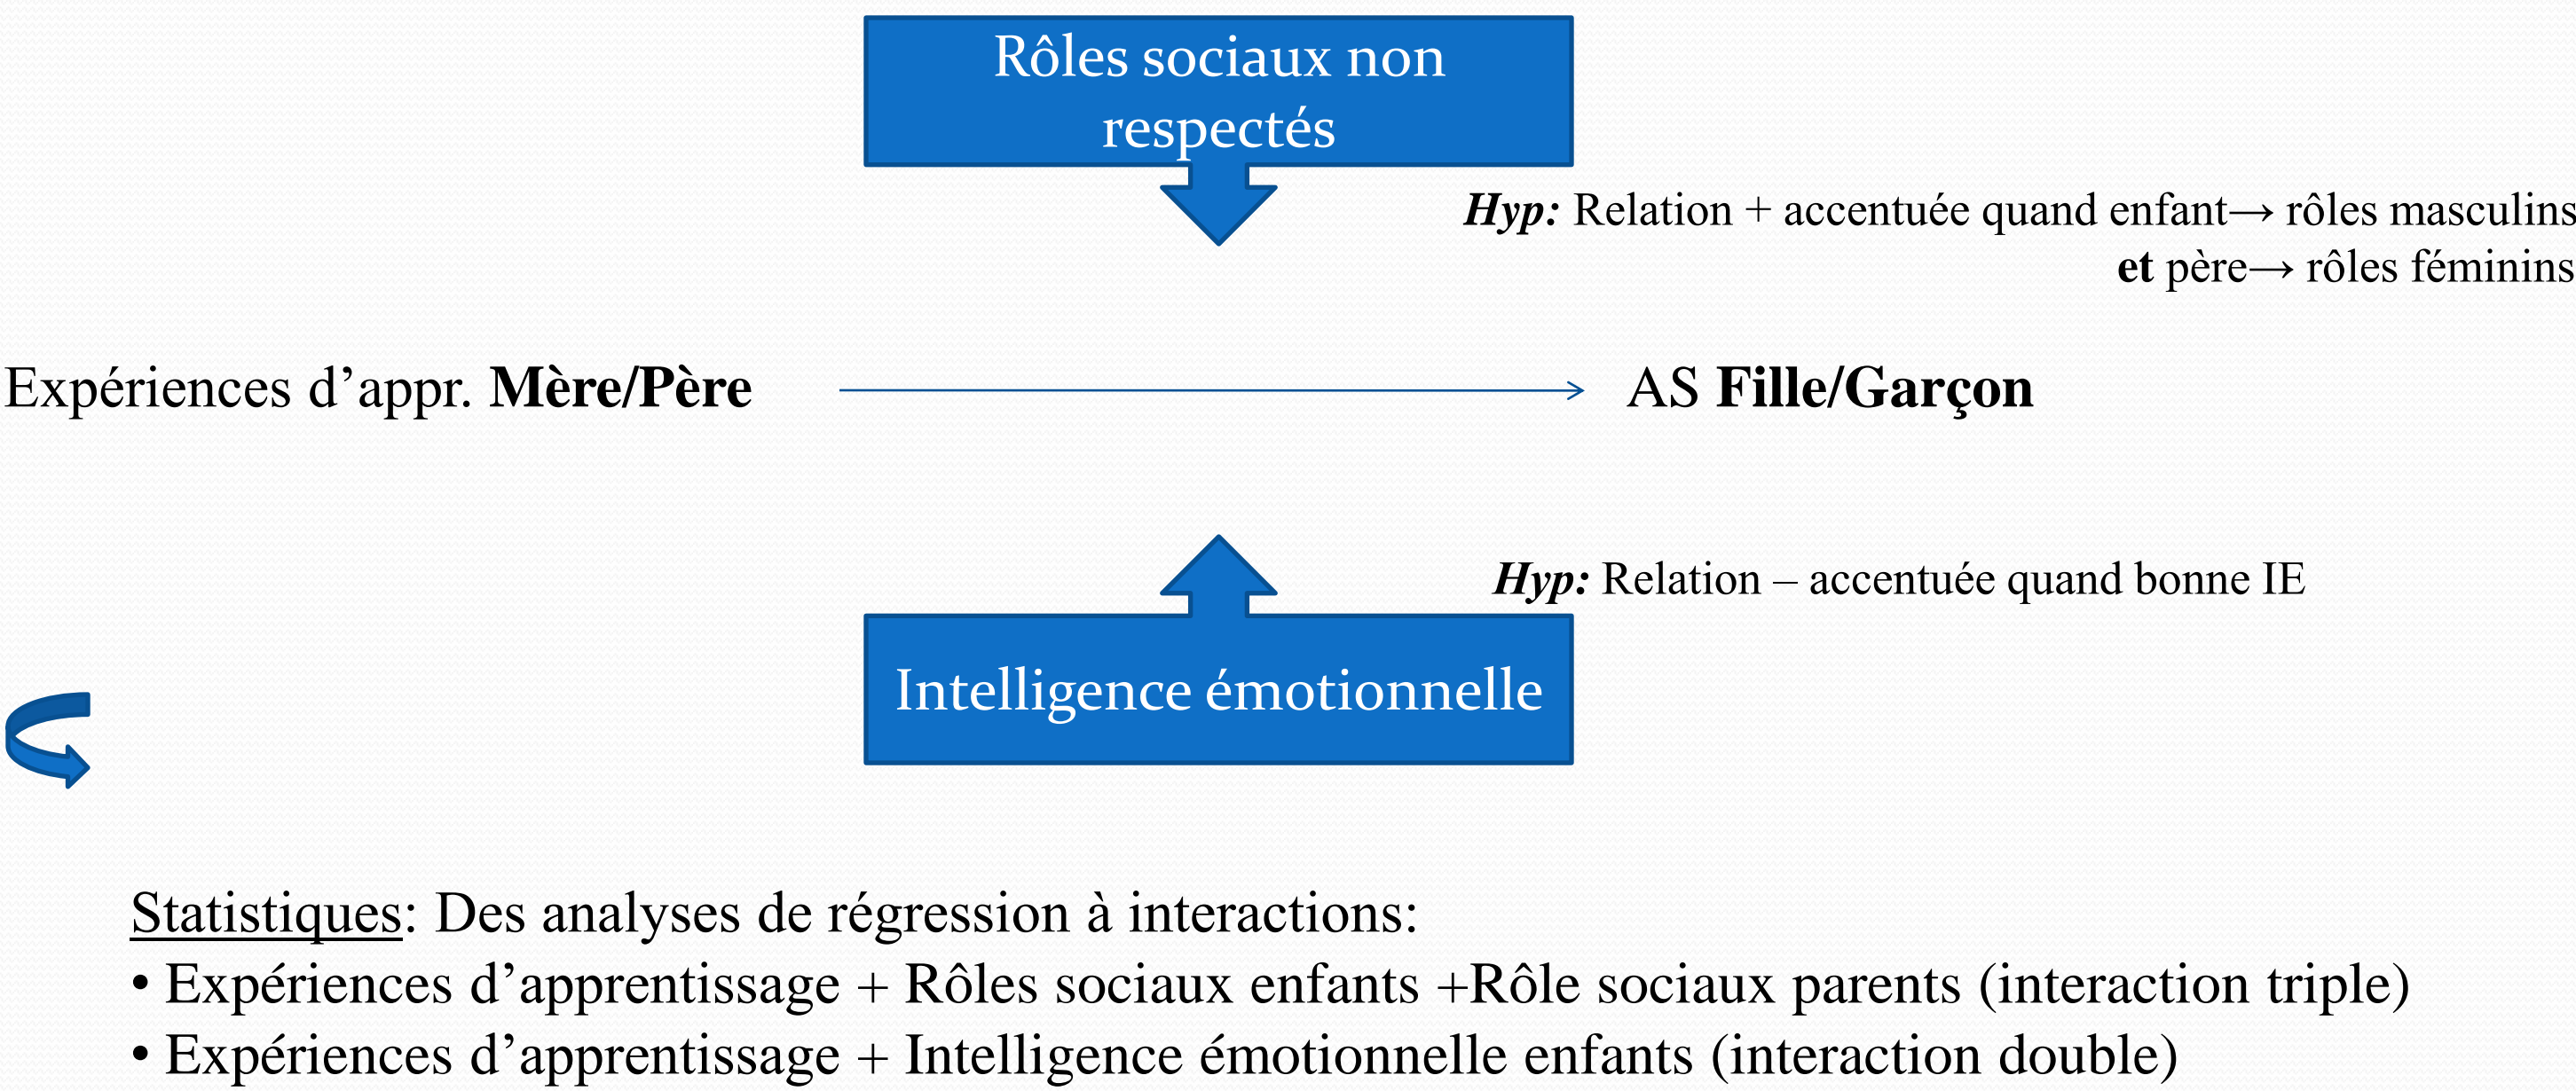 Rôles sociaux non
respectés
Hyp: Relation + accentuée quand enfant→ rôles masculins
et père→ rôles féminins
Expériences d’appr. Mère/Père
AS Fille/Garçon
Hyp: Relation – accentuée quand bonne IE
Intelligence émotionnelle
Statistiques: Des analyses de régression à interactions:
• Expériences d’apprentissage + Rôles sociaux enfants +Rôle sociaux parents (interaction triple)
• Expériences d’apprentissage + Intelligence émotionnelle enfants (interaction double)